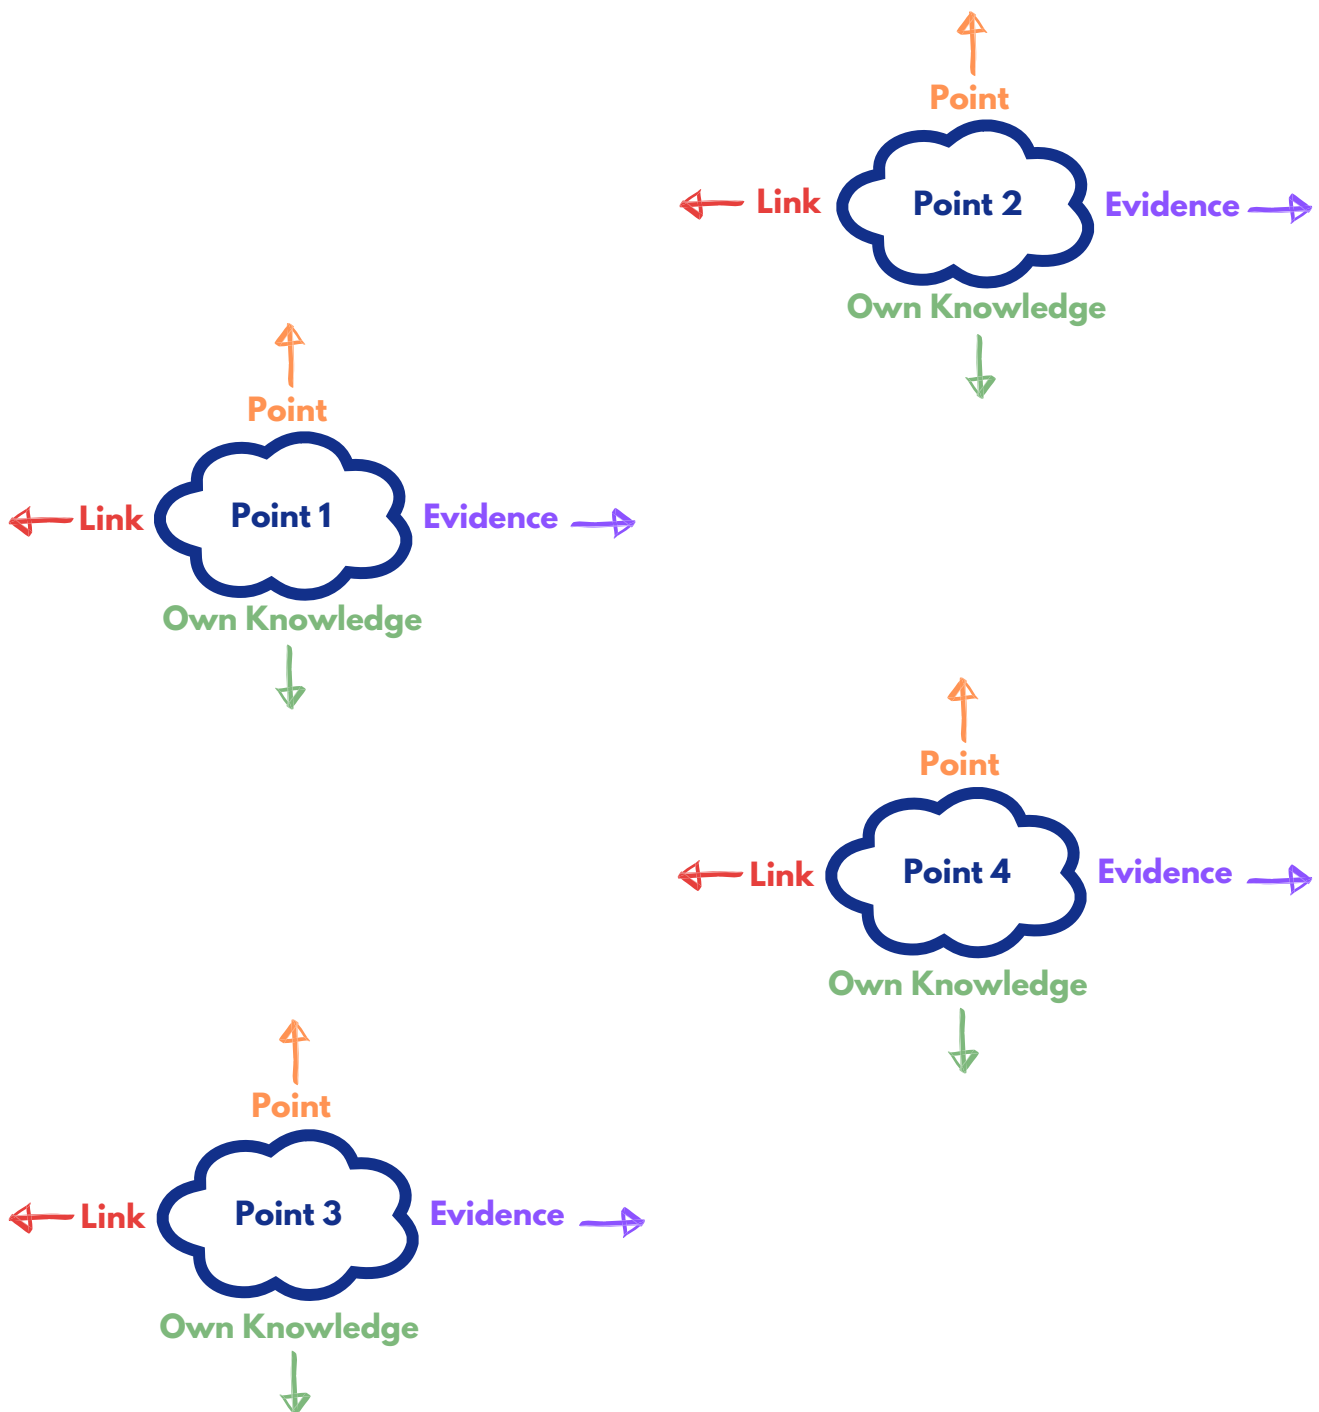 Point
Link
Point 2
Evidence
Own Knowledge
Point
Link
Point 1
Evidence
Own Knowledge
Point
Link
Point 4
Evidence
Own Knowledge
Point
Link
Point 3
Evidence
Own Knowledge